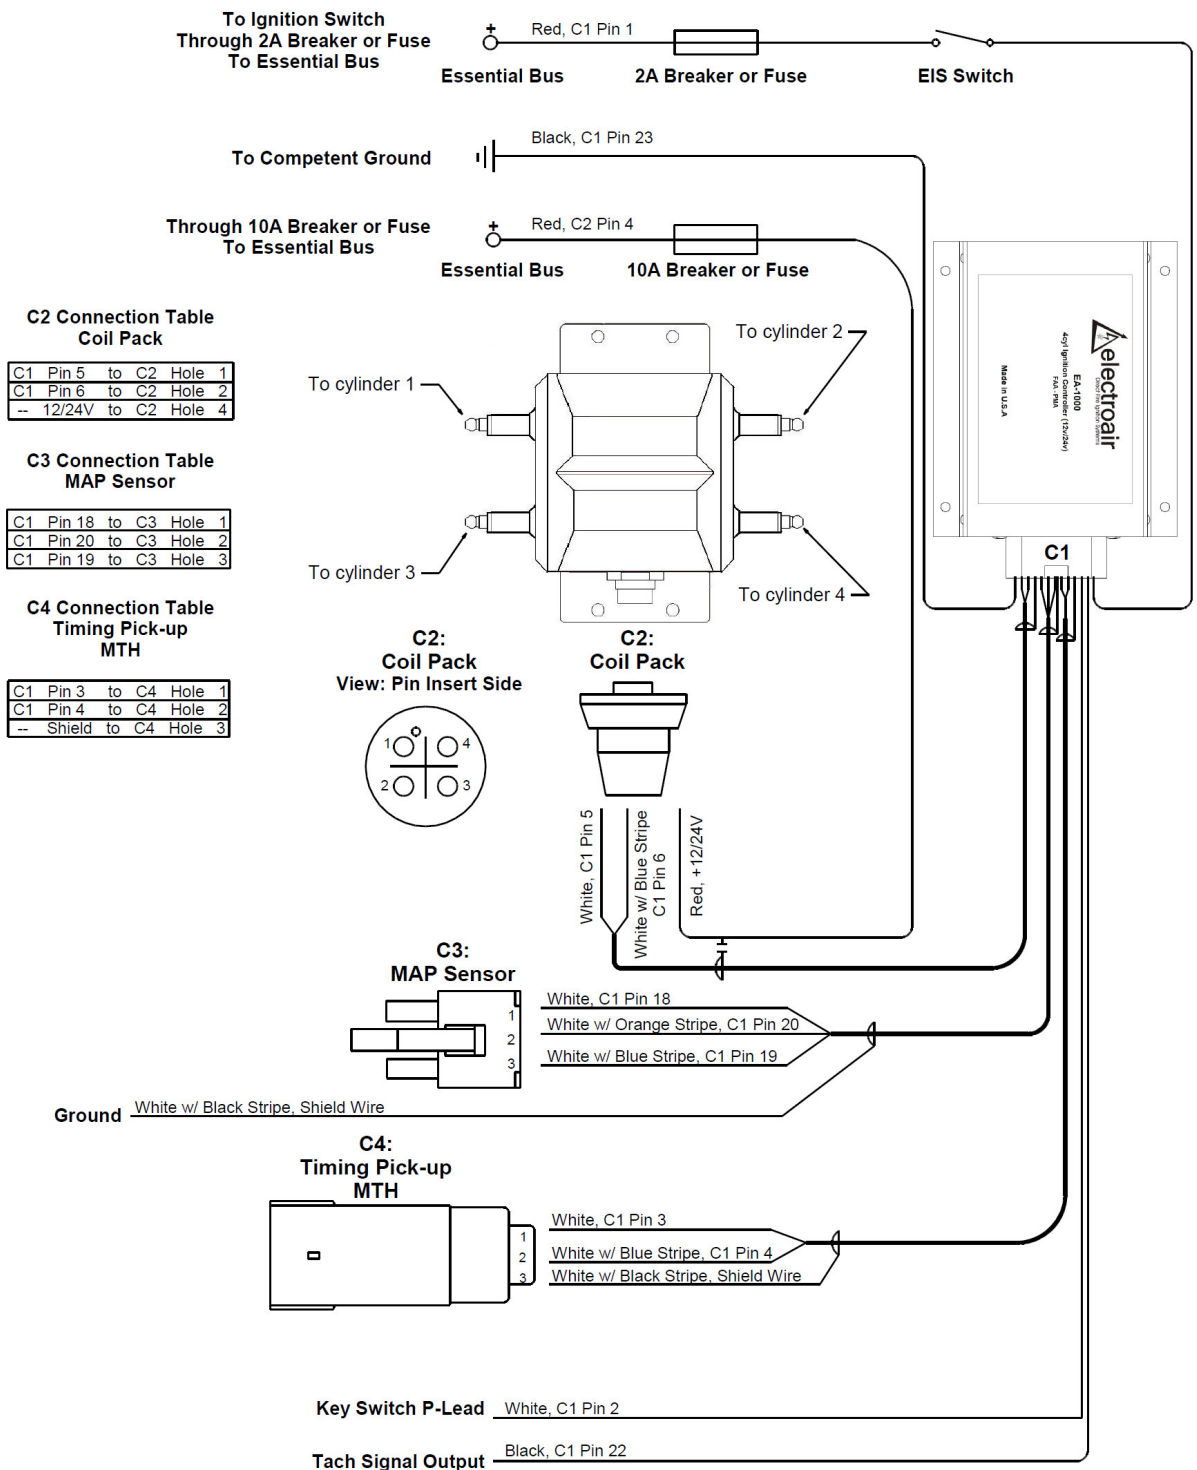 To Ignition Switch
Through 2A Breaker or Fuse
To Essential Bus
+
Red, C1 Pin 1
Essential Bus
2A Breaker or Fuse
EIS Switch
To Competent Ground
Black, C1 Pin 23
Through 10A Breaker or Fuse
To Essential Bus
+
Red, C2 Pin 4
Essential Bus
10A Breaker or Fuse
C2 Connection Table
Coil Pack
C1 Pin 5 to C2 Hole 1
C1 Pin 6 to C2 Hole 2
-- 12/24V to C2 Hole 4
C3 Connection Table
MAP Sensor
C1 Pin 18 to C3 Hole 1
C1 Pin 20 to C3 Hole 2
C1 Pin 19 to C3 Hole 3
C4 Connection Table
Timing Pick-up
MTH
C1 Pin 3 to C4 Hole 1
C1 Pin 4 to C4 Hole 2
-- Shield to C4 Hole 3
To cylinder 1
To cylinder 2
To cylinder 3
To cylinder 4
electroair
Direct Fire Ignition Systems
EA-1000
4cyl Ignition Controller (12v/24v)
FAA - PMA
Made in U.S.A
C1
C2:
Coil Pack
View: Pin Insert Side
1
4
2
3
C2:
Coil Pack
White, C1 Pin 5
White w/ Blue Stripe
C1 Pin 6
Red, +12/24V
C3:
MAP Sensor
1
2
3
White, C1 Pin 18
White w/ Orange Stripe, C1 Pin 20
White w/ Blue Stripe, C1 Pin 19
Ground
White w/ Black Stripe, Shield Wire
C4:
Timing Pick-up
MTH
1
2
3
White, C1 Pin 3
White w/ Blue Stripe, C1 Pin 4
White w/ Black Stripe, Shield Wire
Key Switch P-Lead
White, C1 Pin 2
Tach Signal Output
Black, C1 Pin 22